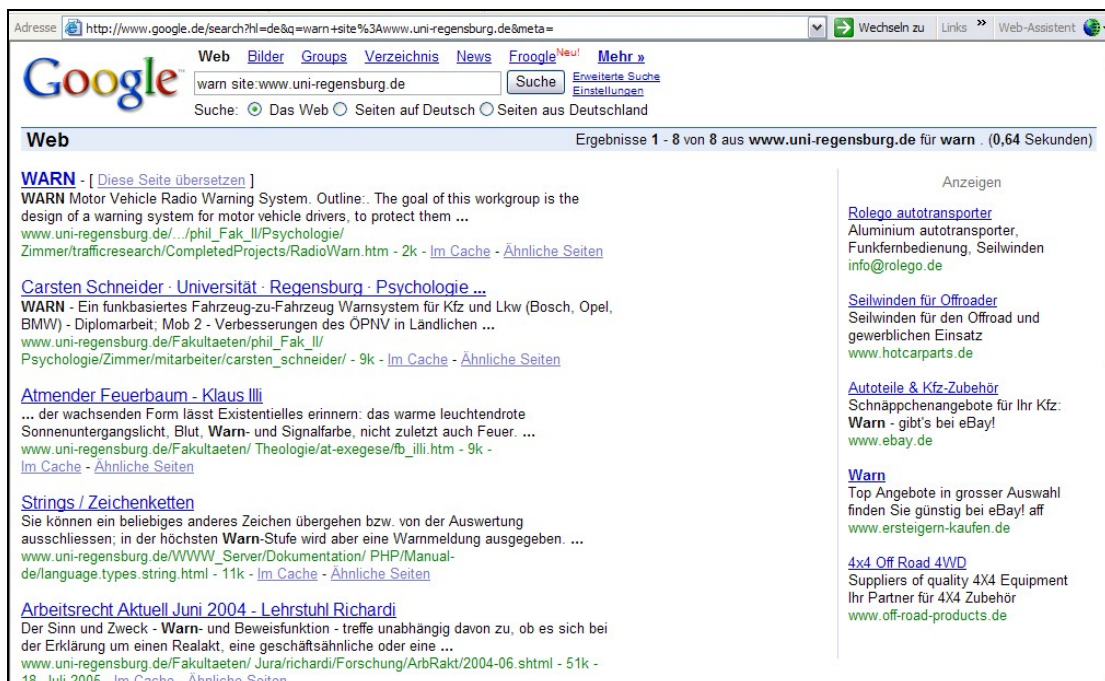 Adresse http://www.google.de/search?hl=de&q=warn+site%3Awww.uni-regensburg.de&meta= Wechseln zu Links » Web-Assistent
Google™
Web Bilder Groups Verzeichnis News Froogle Neu! Mehr »
warn site:www.uni-regensburg.de Suche Erweiterte Suche
Einstellungen
Suche: Das Web Seiten auf Deutsch Seiten aus Deutschland
Web Ergebnisse 1 - 8 von 8 aus www.uni-regensburg.de für warn . (0,64 Sekunden)
WARN - [ Diese Seite übersetzen ]
WARN Motor Vehicle Radio Warning System. Outline:. The goal of this workgroup is the
design of a warning system for motor vehicle drivers, to protect them ...
www.uni-regensburg.de/.../phil_Fak_II/Psychologie/
Zimmer/trafficresearch/CompletedProjects/RadioWarn.htm - 2k - Im Cache - Ähnliche Seiten
Carsten Schneider · Universität · Regensburg · Psychologie ...
WARN - Ein funkbasiertes Fahrzeug-zu-Fahrzeug Warnsystem für Kfz und Lkw (Bosch, Opel,
BMW) - Diplomarbeit; Mob 2 - Verbesserungen des ÖPNV in Ländlichen ...
www.uni-regensburg.de/Fakultaeten/phil_Fak_II/
Psychologie/Zimmer/mitarbeiter/carsten_schneider/ - 9k - Im Cache - Ähnliche Seiten
Atmender Feuerbaum - Klaus Illi
... der wachsenden Form lässt Existentielles erinnern: das warme leuchtendrote
Sonnenuntergangslicht, Blut, Warn- und Signalfarbe, nicht zuletzt auch Feuer. ...
www.uni-regensburg.de/Fakultaeten/ Theologie/at-exegese/fb_illi.htm - 9k -
Im Cache - Ähnliche Seiten
Strings / Zeichenketten
Sie können ein beliebiges anderes Zeichen übergehen bzw. von der Auswertung
ausschliessen; in der höchsten Warn-Stufe wird aber eine Warnmeldung ausgegeben. ...
www.uni-regensburg.de/WWW_Server/Dokumentation/ PHP/Manual-
de/language.types.string.html - 11k - Im Cache - Ähnliche Seiten
Arbeitsrecht Aktuell Juni 2004 - Lehrstuhl Richardi
Der Sinn und Zweck - Warn- und Beweisfunktion - treffe unabhängig davon zu, ob es sich bei
der Erklärung um einen Realakt, eine geschäftsähnliche oder eine ...
www.uni-regensburg.de/Fakultaeten/ Jura/richardi/Forschung/ArbRakt/2004-06.shtml - 51k -
18. Juli 2005 - Im Cache - Ähnliche Seiten
Anzeigen
Rolego autotransporter
Aluminium autotransporter,
Funkfernbedienung, Seilwinden
info@rolego.de
Seilwinden für Offroader
Seilwinden für den Offroad und
gewerblichen Einsatz
www.hotcarparts.de
Autoteile & Kfz-Zubehör
Schnäppchenangebote für Ihr Kfz:
Warn - gibt's bei eBay!
www.ebay.de
Warn
Top Angebote in grosser Auswahl
finden Sie günstig bei eBay! aff
www.ersteigern-kaufen.de
4x4 Off Road 4WD
Suppliers of quality 4X4 Equipment
Ihr Partner für 4X4 Zubehör
www.off-road-products.de